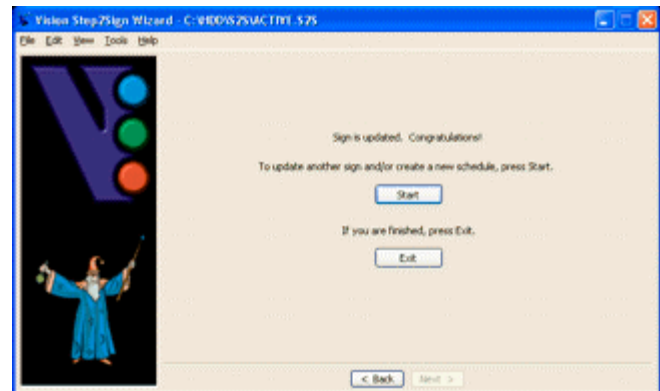 Vision Step2Sign Wizard - C:\HDD\S2S\ACTIVE.S2S
File Edit View Tools Help
Sign is updated. Congratulations!
To update another sign and/or create a new schedule, press Start.
Start
If you are finished, press Exit.
Exit
< Back Next >